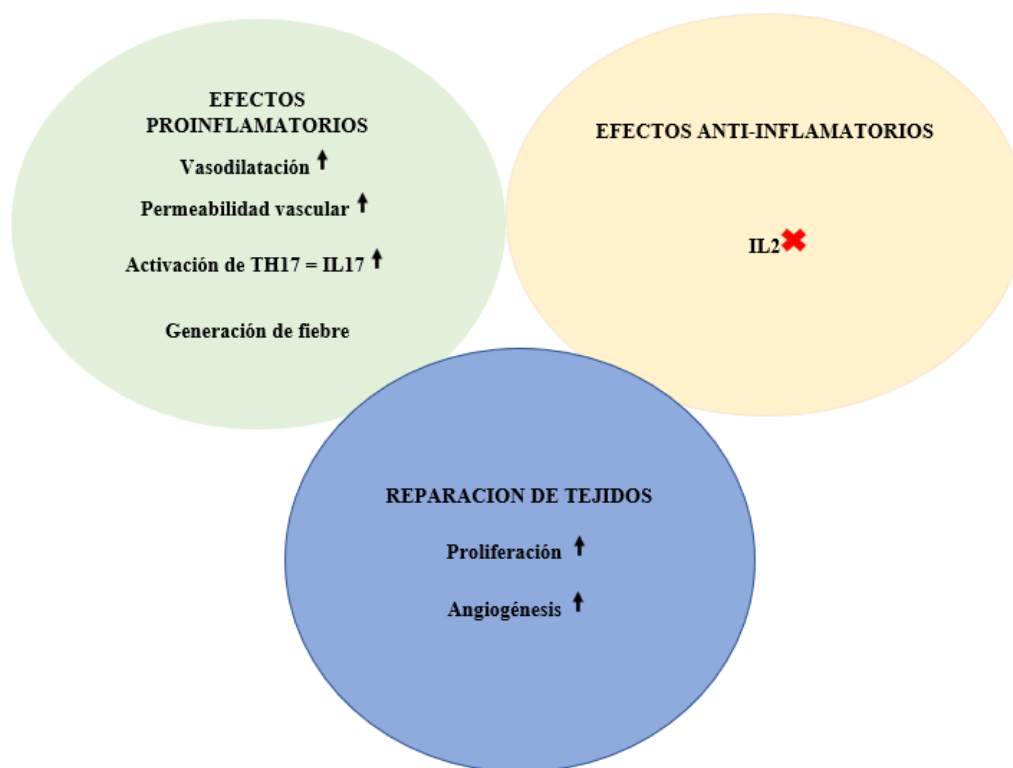 EFECTOS
PROINFLAMATORIOS
Vasodilatación
Permeabilidad vascular
Activación de TH17 = IL17
Generación de fiebre
EFECTOS ANTI-INFLAMATORIOS
IL2
REPARACION DE TEJIDOS
Proliferación
Angiogénesis